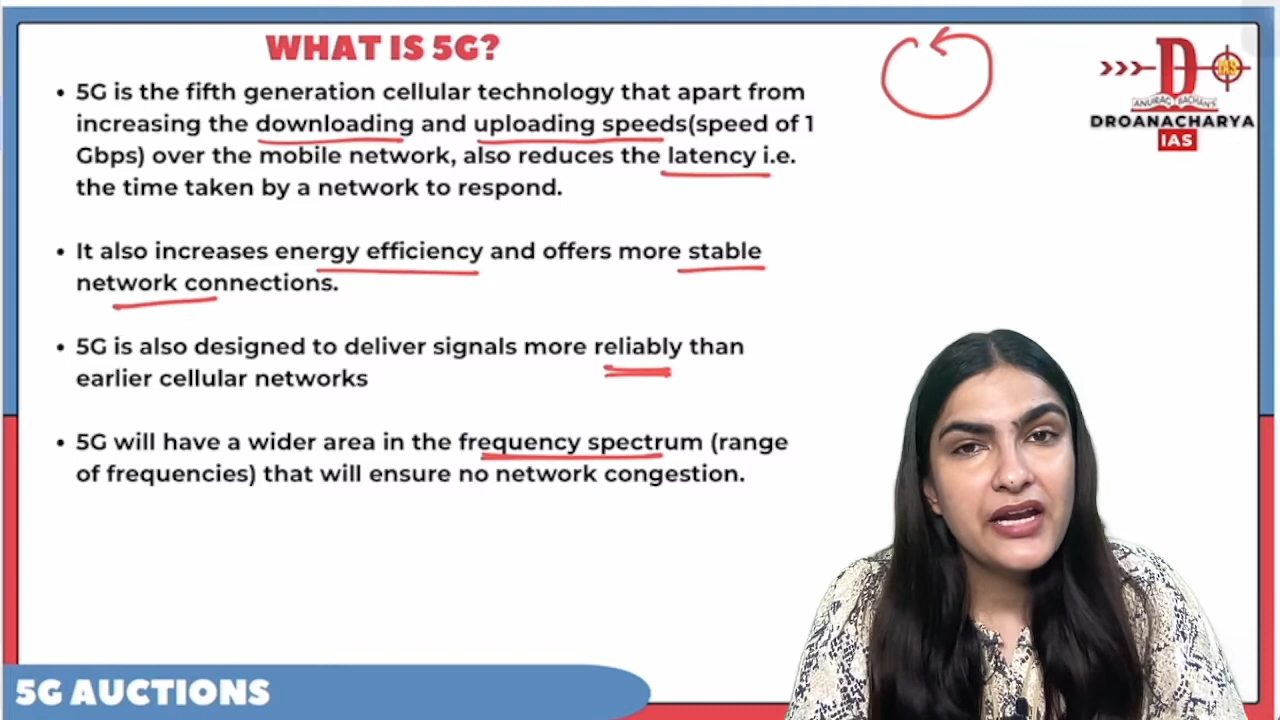 WHAT IS 5G?
• 5G is the fifth generation cellular technology that apart from
increasing the downloading and uploading speeds(speed of 1
Gbps) over the mobile network, also reduces the latency i.e.
the time taken by a network to respond.
• It also increases energy efficiency and offers more stable
network connections.
• 5G is also designed to deliver signals more reliably than
earlier cellular networks
• 5G will have a wider area in the frequency spectrum (range
of frequencies) that will ensure no network congestion.
D
IAS
ANURAG BACHAN'S
DROANACHARYA
IAS
5G AUCTIONS